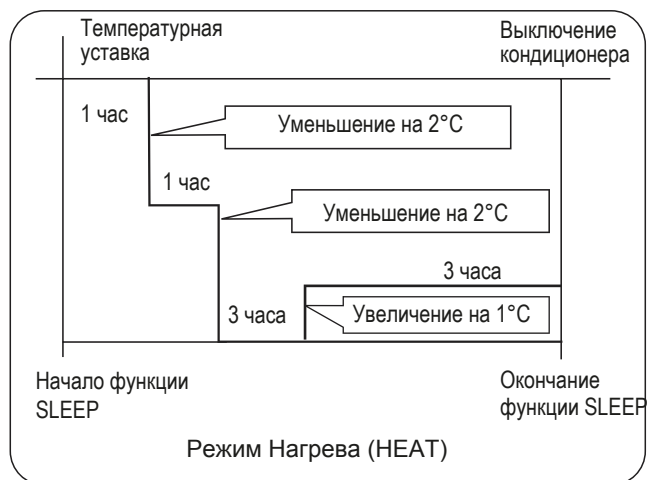 Температурная
уставка
Выключение
кондиционера
1 час
Уменьшение на 2°C
1 час
Уменьшение на 2°C
3 часа
3 часа
Увеличение на 1°C
Начало функции
SLEEP
Окончание
функции SLEEP
Режим Нагрева (HEAT)